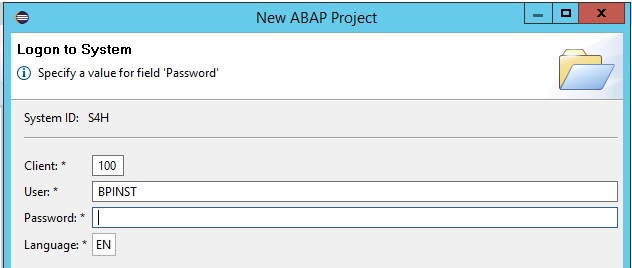 New ABAP Project
Logon to System
Specify a value for field 'Password'
System ID: S4H
Client: * 100
User: * BPINST
Password: *
Language: * EN